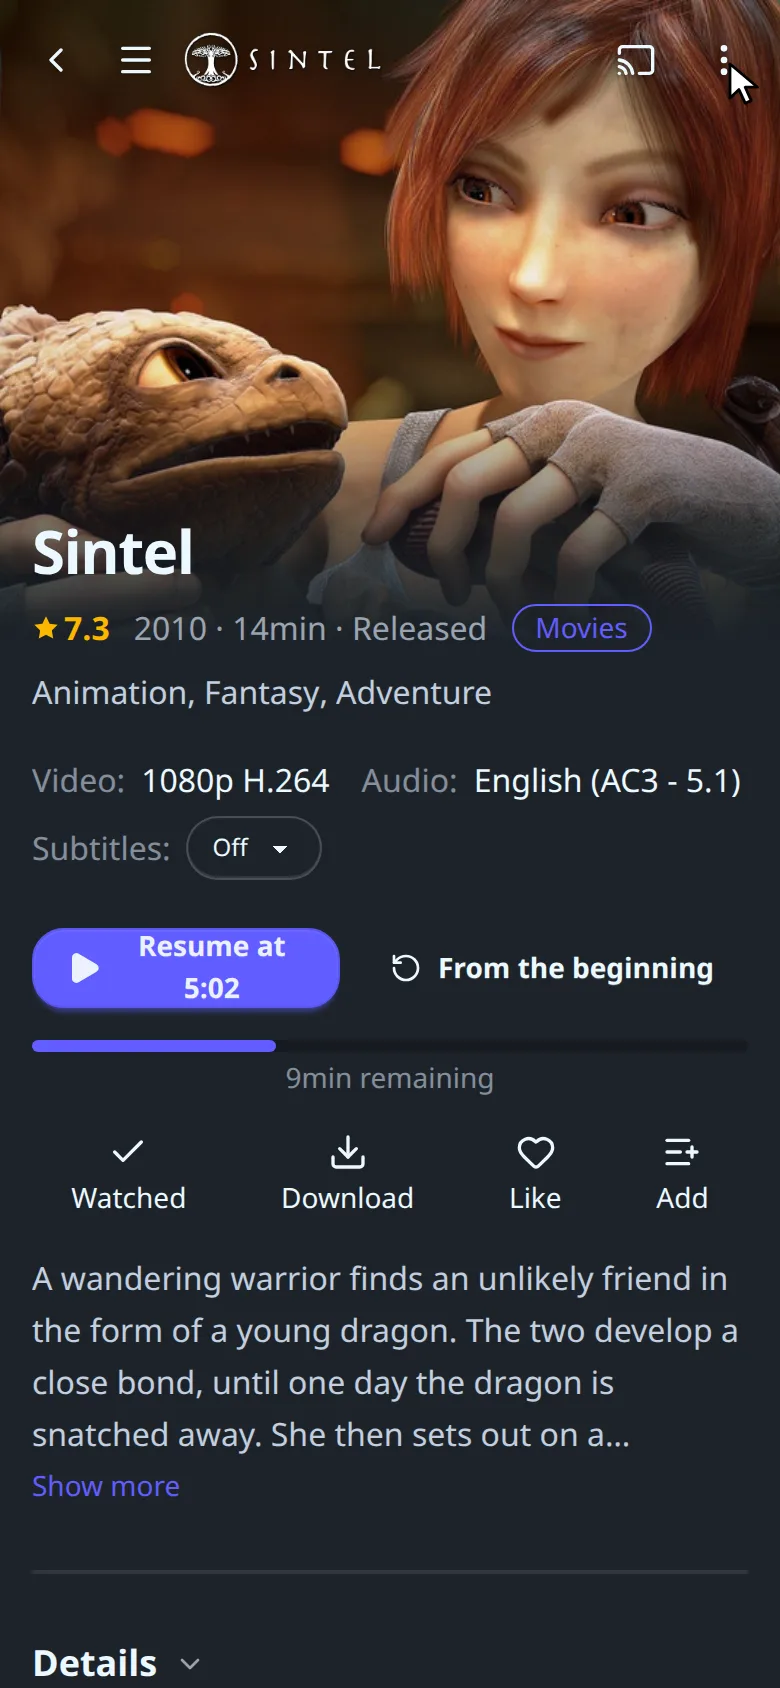 SINTEL
Sintel
7.3 2010 · 14min · Released Movies
Animation, Fantasy, Adventure
Video: 1080p H.264 Audio: English (AC3 - 5.1)
Subtitles: Off
Resume at
5:02
From the beginning
9min remaining
Watched Download Like Add
A wandering warrior finds an unlikely friend in
the form of a young dragon. The two develop a
close bond, until one day the dragon is
snatched away. She then sets out on a...
Show more
Details